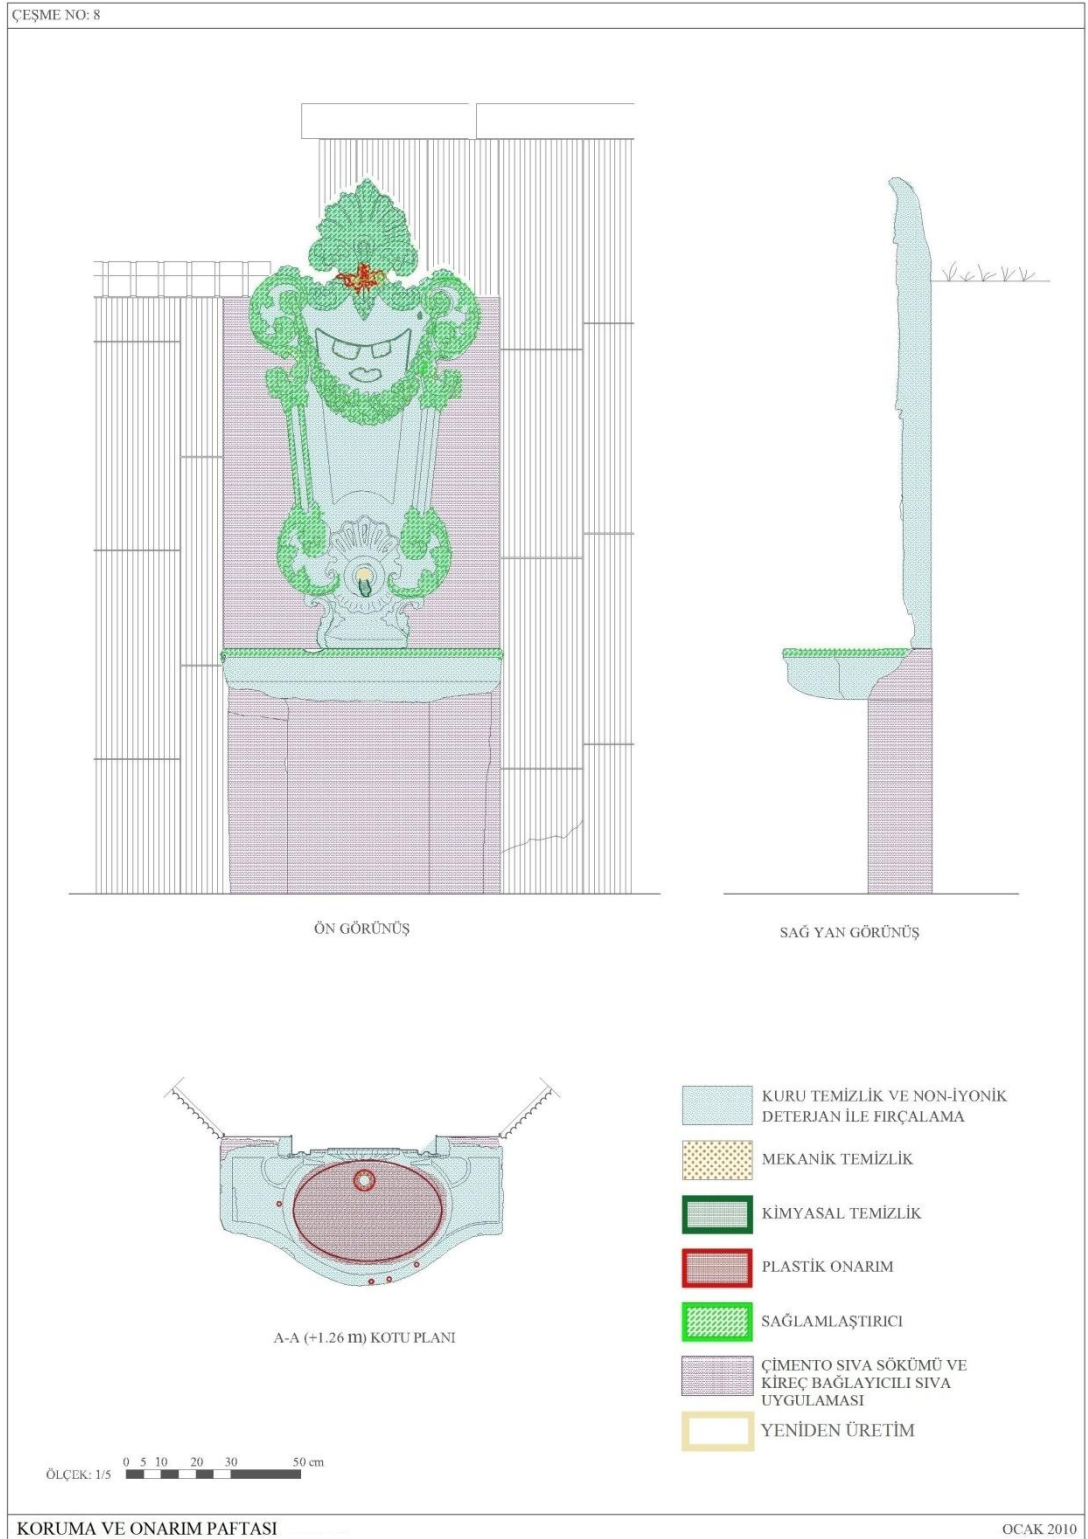 ÇEŞME NO: 8
ÖN GÖRÜNÜŞ
SAĞ YAN GÖRÜNÜŞ
A-A (+1.26 m) KOTU PLANI
KURU TEMİZLİK VE NON-İYONİK
DETERJAN İLE FIRÇALAMA
MEKANİK TEMİZLİK
KİMYASAL TEMİZLİK
PLASTİK ONARIM
SAĞLAMLAŞTIRICI
ÇİMENTO SIVA SÖKÜMÜ VE
KİREÇ BAĞLAYICILI SIVA
UYGULAMASI
YENİDEN ÜRETİM
ÖLÇEK: 1/5 0 5 10 20 30 50 cm
KORUMA VE ONARIM PAFTASI
OCAK 2010